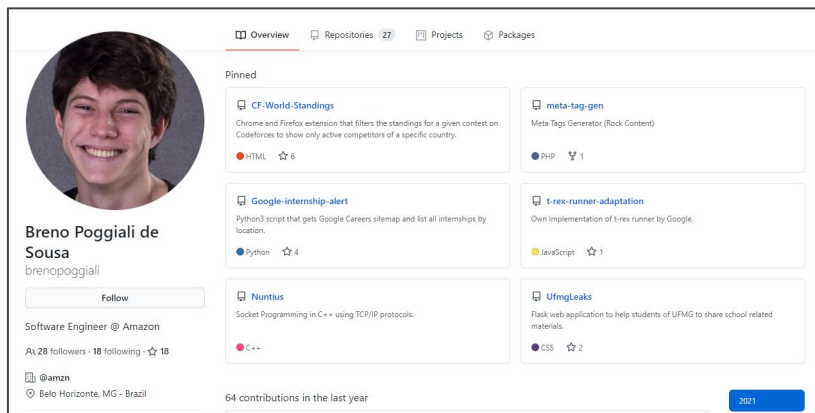 Overview Repositories 27 Projects Packages
Pinned
CF-World-Standings
Chrome and Firefox extension that filters the standings for a given contest on
Codeforces to show only active competitors of a specific country.
HTML 6
meta-tag-gen
Meta Tags Generator (Rock Content)
PHP 1
Google-internship-alert
Python3 script that gets Google Careers sitemap and list all internships by
location.
Python 4
t-rex-runner-adaptation
Own implementation of t-rex runner by Google.
JavaScript 1
Nuntius
Socket Programming in C++ using TCP/IP protocols.
C++
UfmgLeaks
Flask web application to help students of UFMG to share school related
materials.
CSS 2
Breno Poggiali de
Sousa
brenopoggiali
Follow
Software Engineer @ Amazon
28 followers · 18 following · 18
@amzn
Belo Horizonte, MG - Brazil
64 contributions in the last year
2021